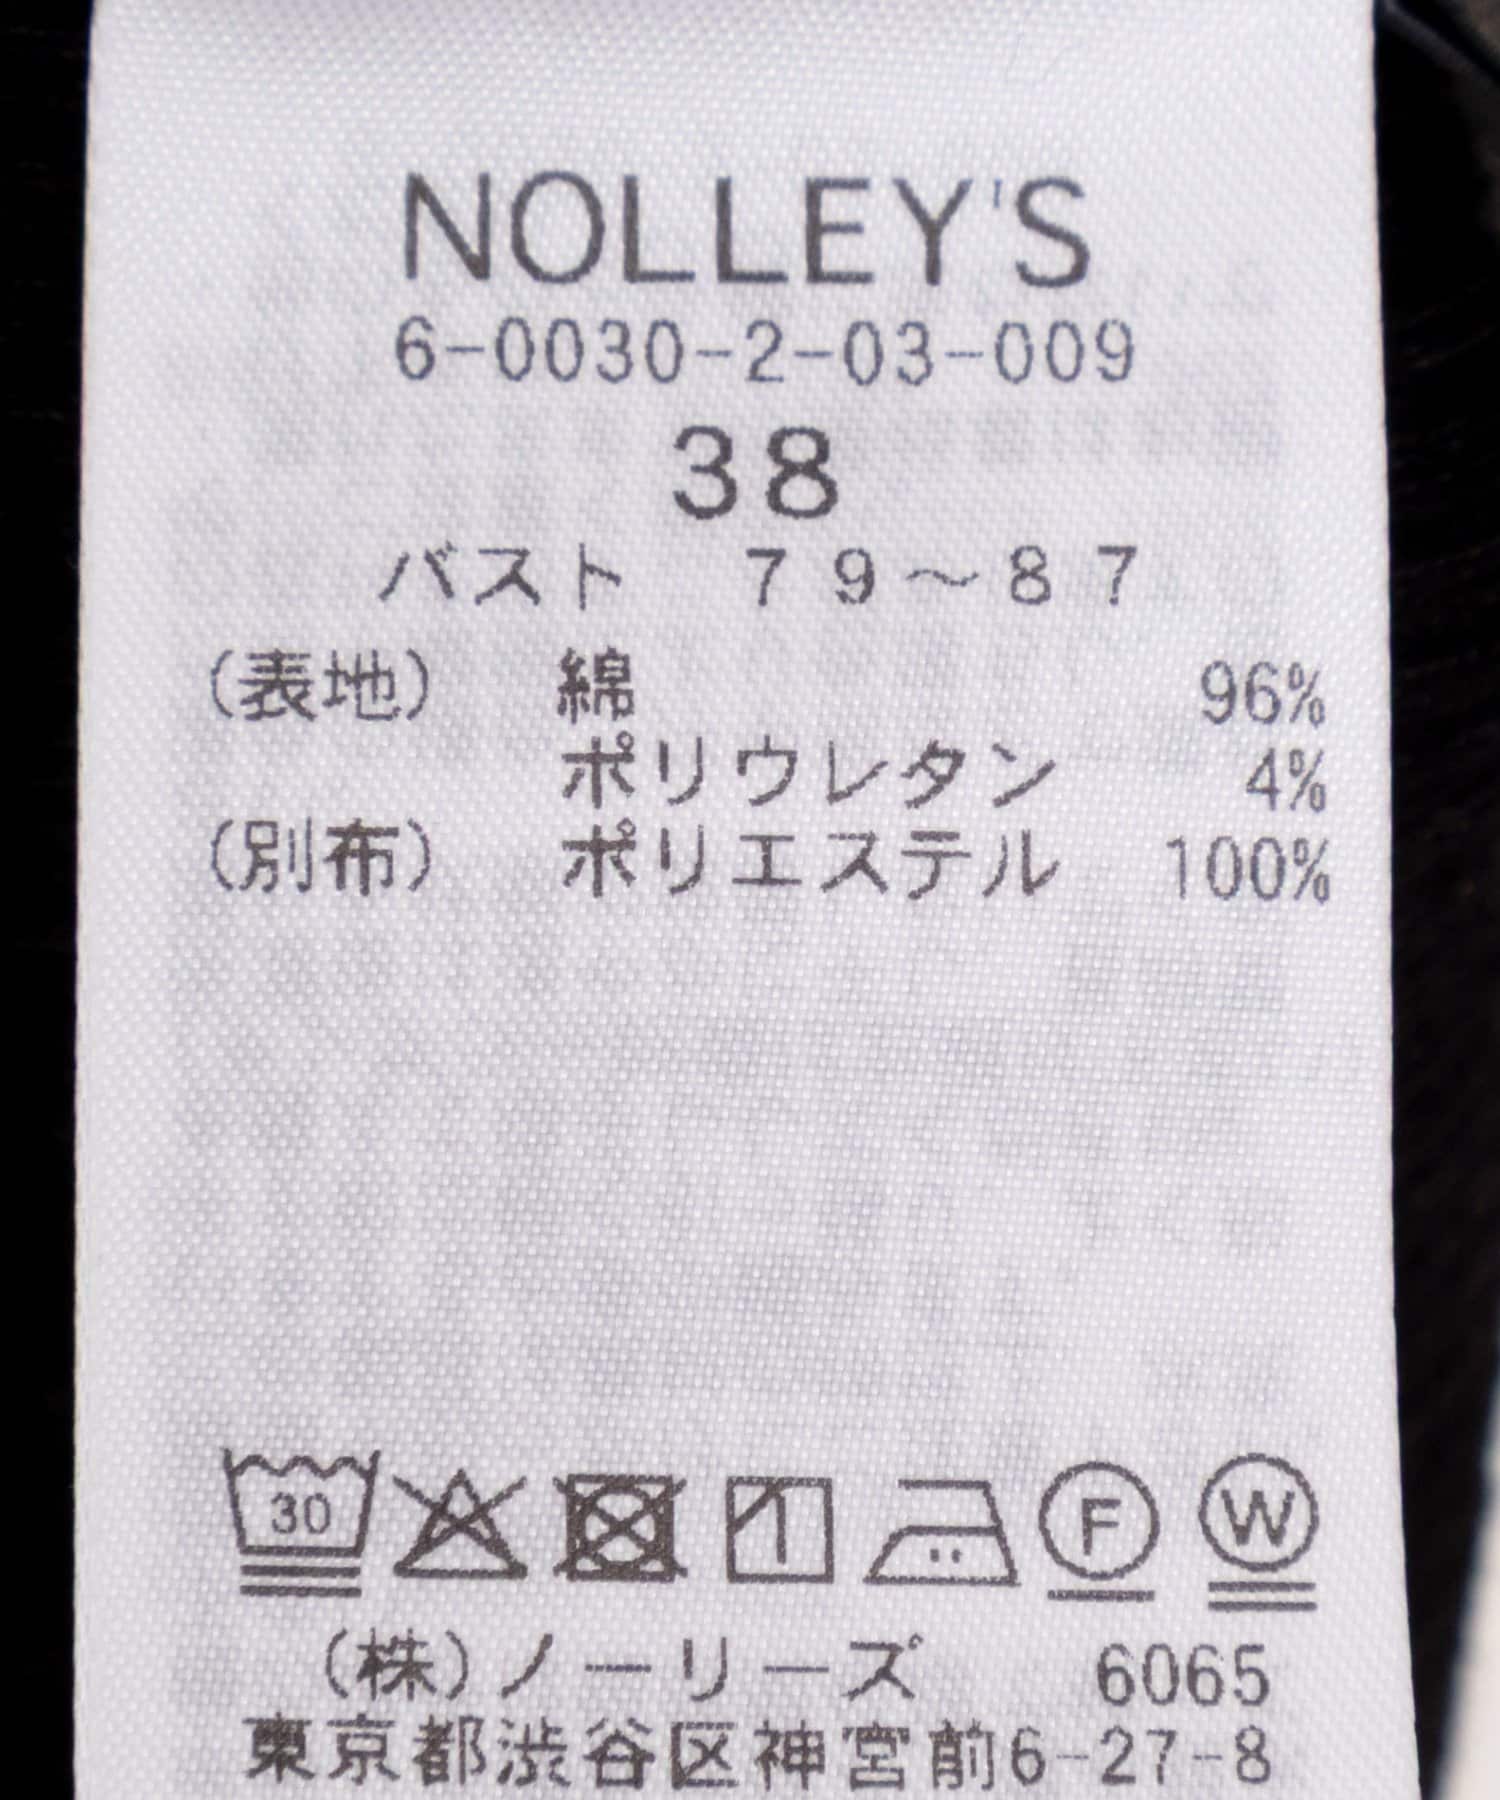 NOLLEY'S
6-0030-2-03-009
38
バスト　79〜87
(表地)　綿　96%
ポリウレタン　4%
(別布)　ポリエステル　100%
30 F W
(株)ノーリーズ　6065
東京都渋谷区神宮前6-27-8